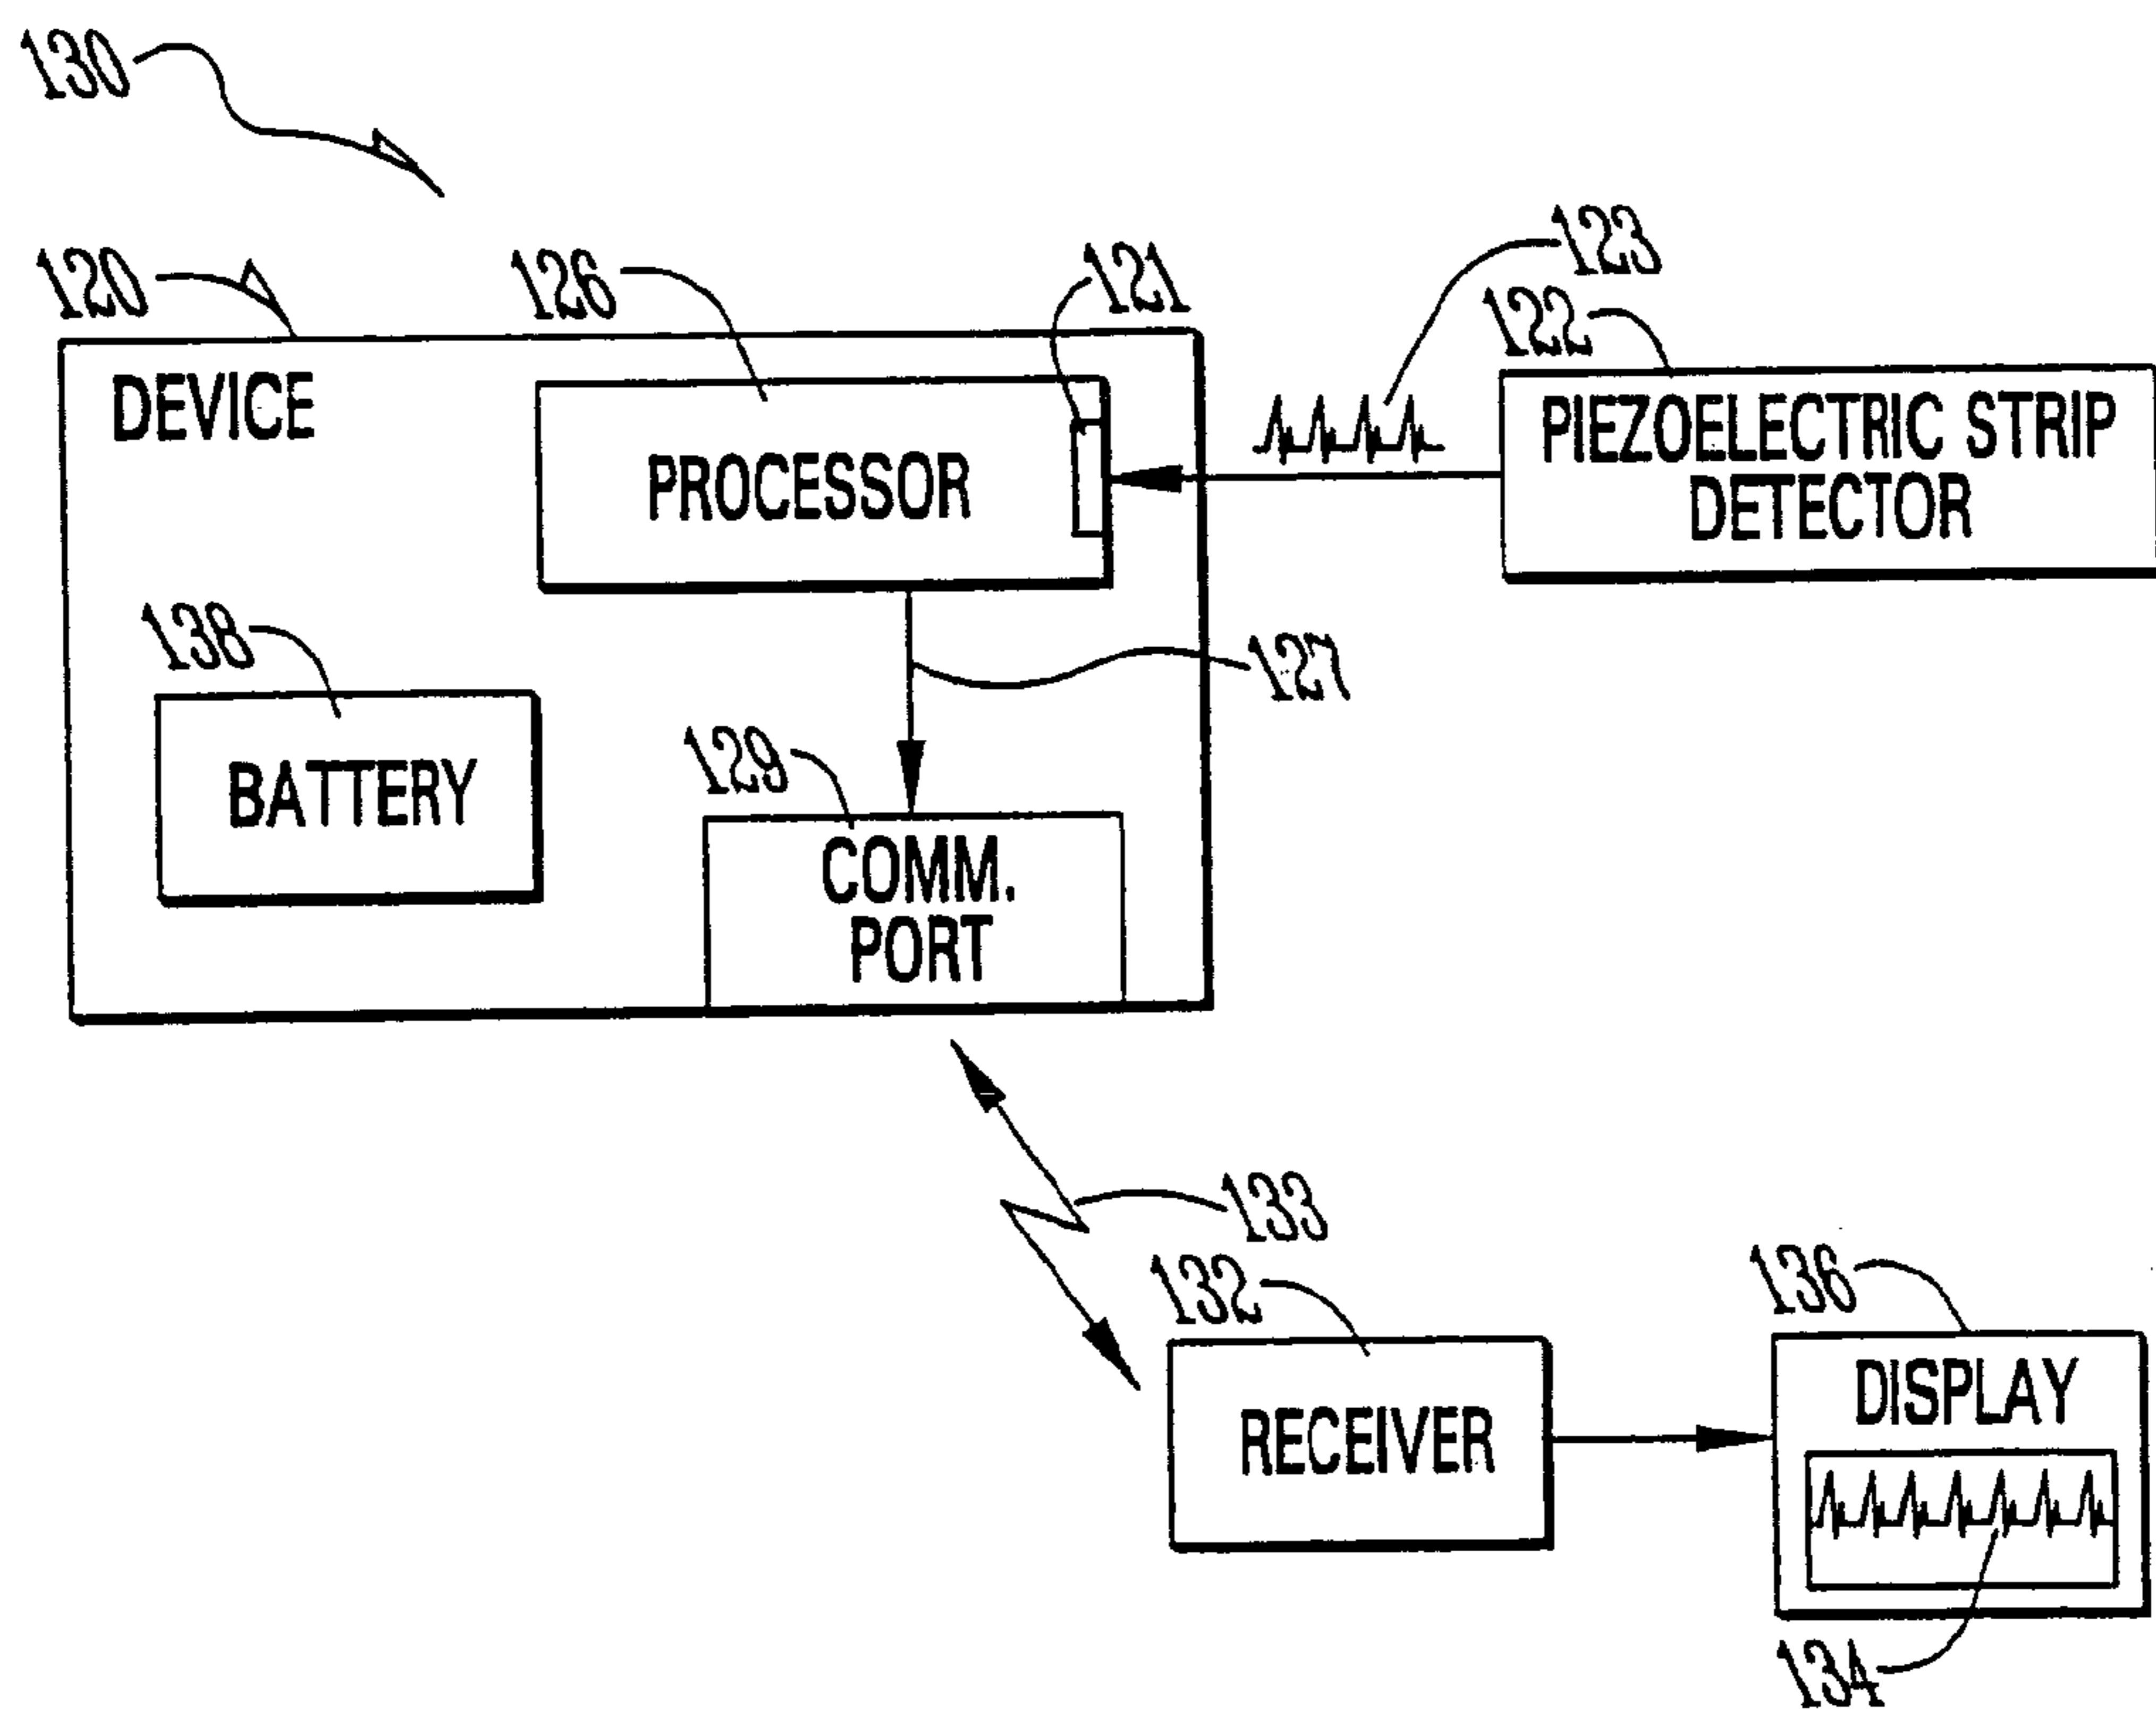 130
120
126
121
123
122
DEVICE
PROCESSOR
PIEZOELECTRIC STRIP
DETECTOR
138
127
129
BATTERY
COMM.
PORT
133
132
136
RECEIVER
DISPLAY
134